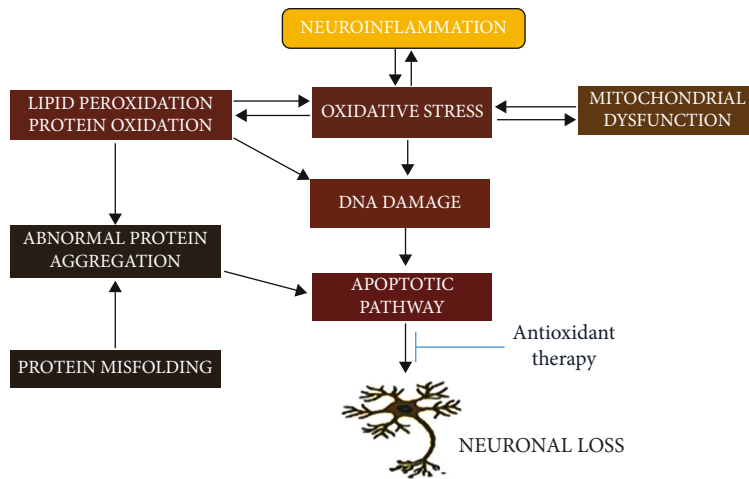 NEUROINFLAMMATION
LIPID PEROXIDATION
PROTEIN OXIDATION
OXIDATIVE STRESS
MITOCHONDRIAL
DYSFUNCTION
DNA DAMAGE
ABNORMAL PROTEIN
AGGREGATION
APOPTOTIC
PATHWAY
Antioxidant
therapy
PROTEIN MISFOLDING
NEURONAL LOSS